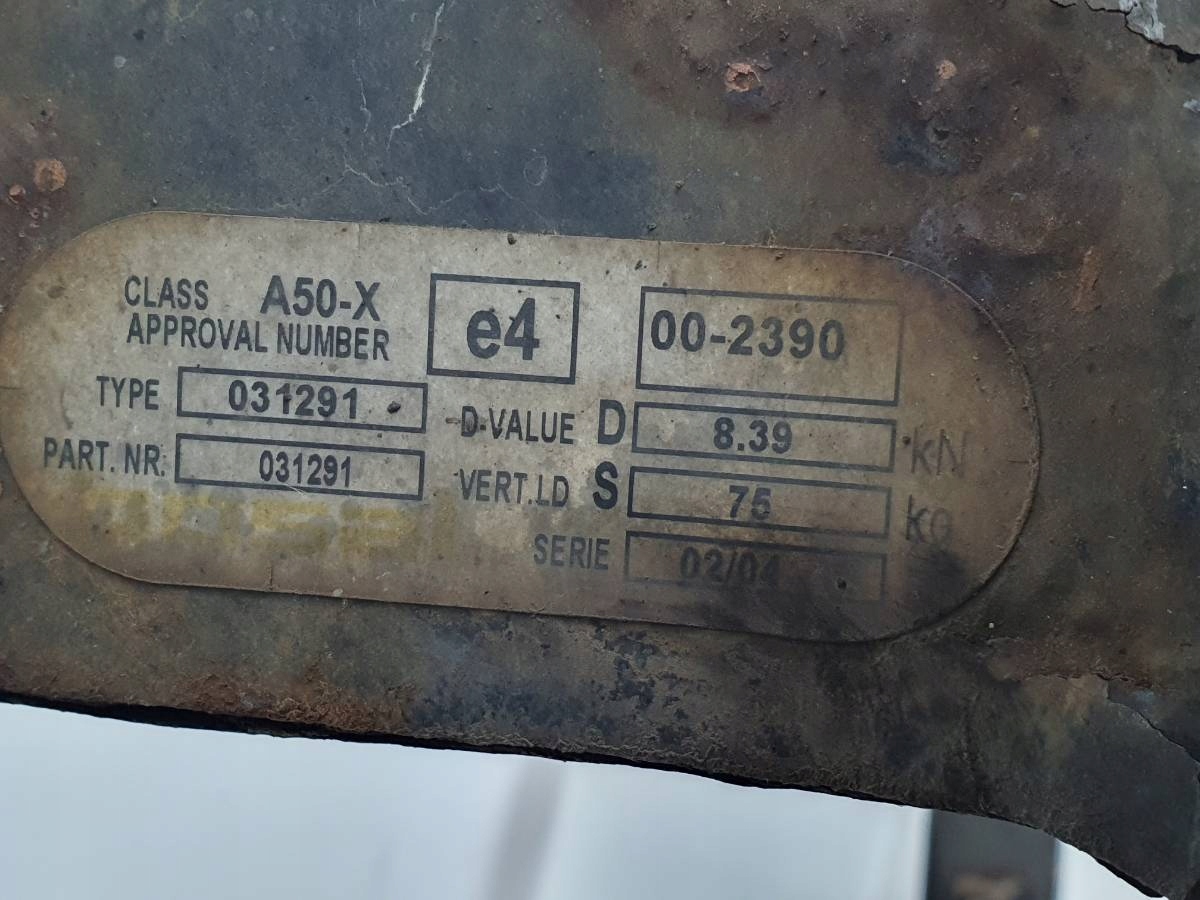 CLASS A50-X e4 00-2390
APPROVAL NUMBER
TYPE 031291
D-VALUE D 8.39 kN
PART. NR. 031291
VERT.LD S 75 kg
SERIE 02/04